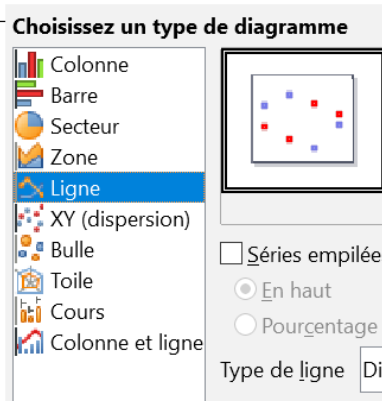 Choisissez un type de diagramme
Colonne
Barre
Secteur
Zone
Ligne
XY (dispersion)
Bulle
Toile
Cours
Colonne et ligne
Séries empilée
En haut
Pourcentage
Type de ligne
Di